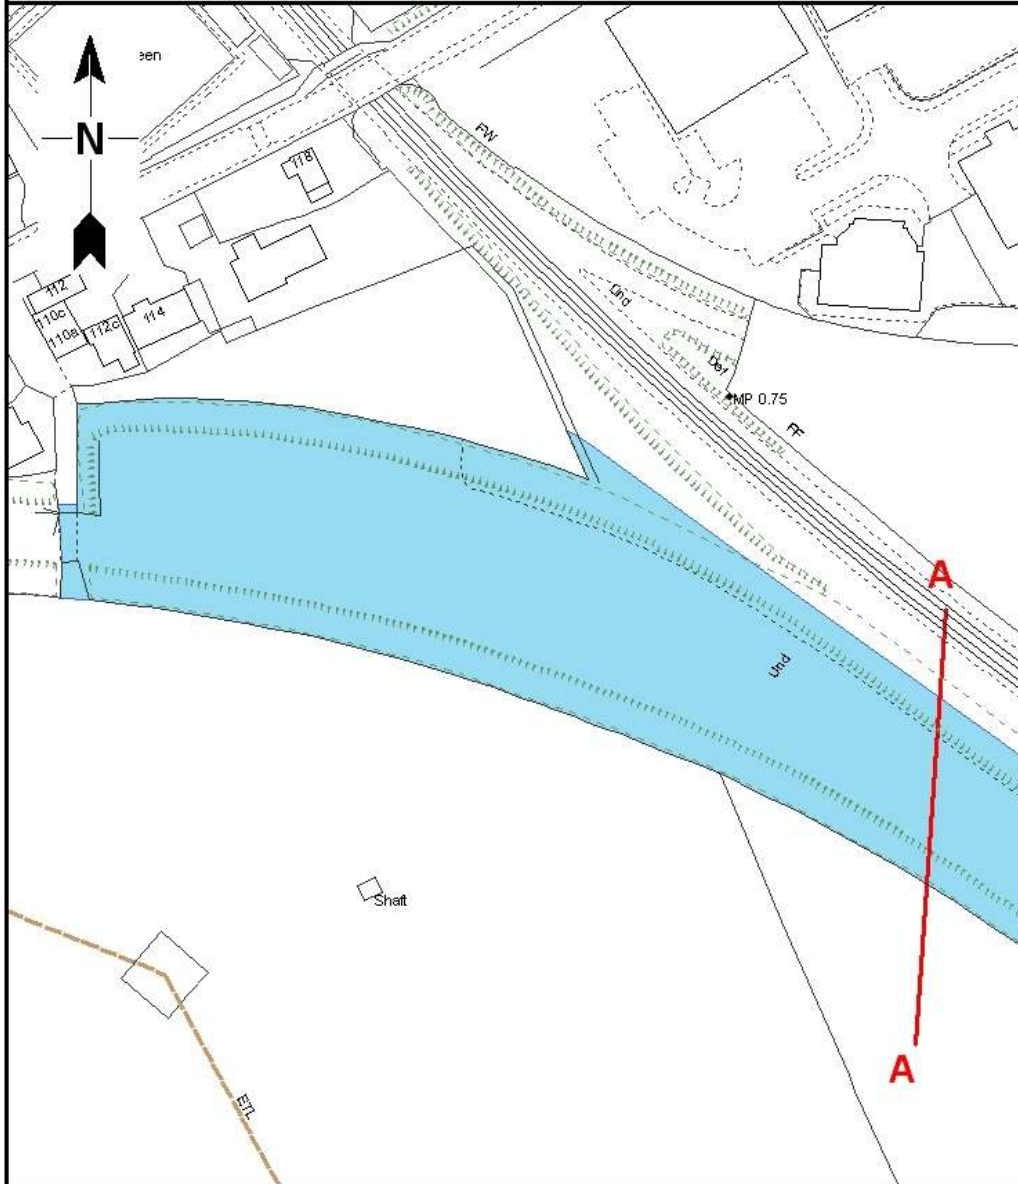 een
N
FW
118
112
110c
110a
112c
114
Und
Def
MP 0.75
FF
A
Und
Shaft
A
ETL